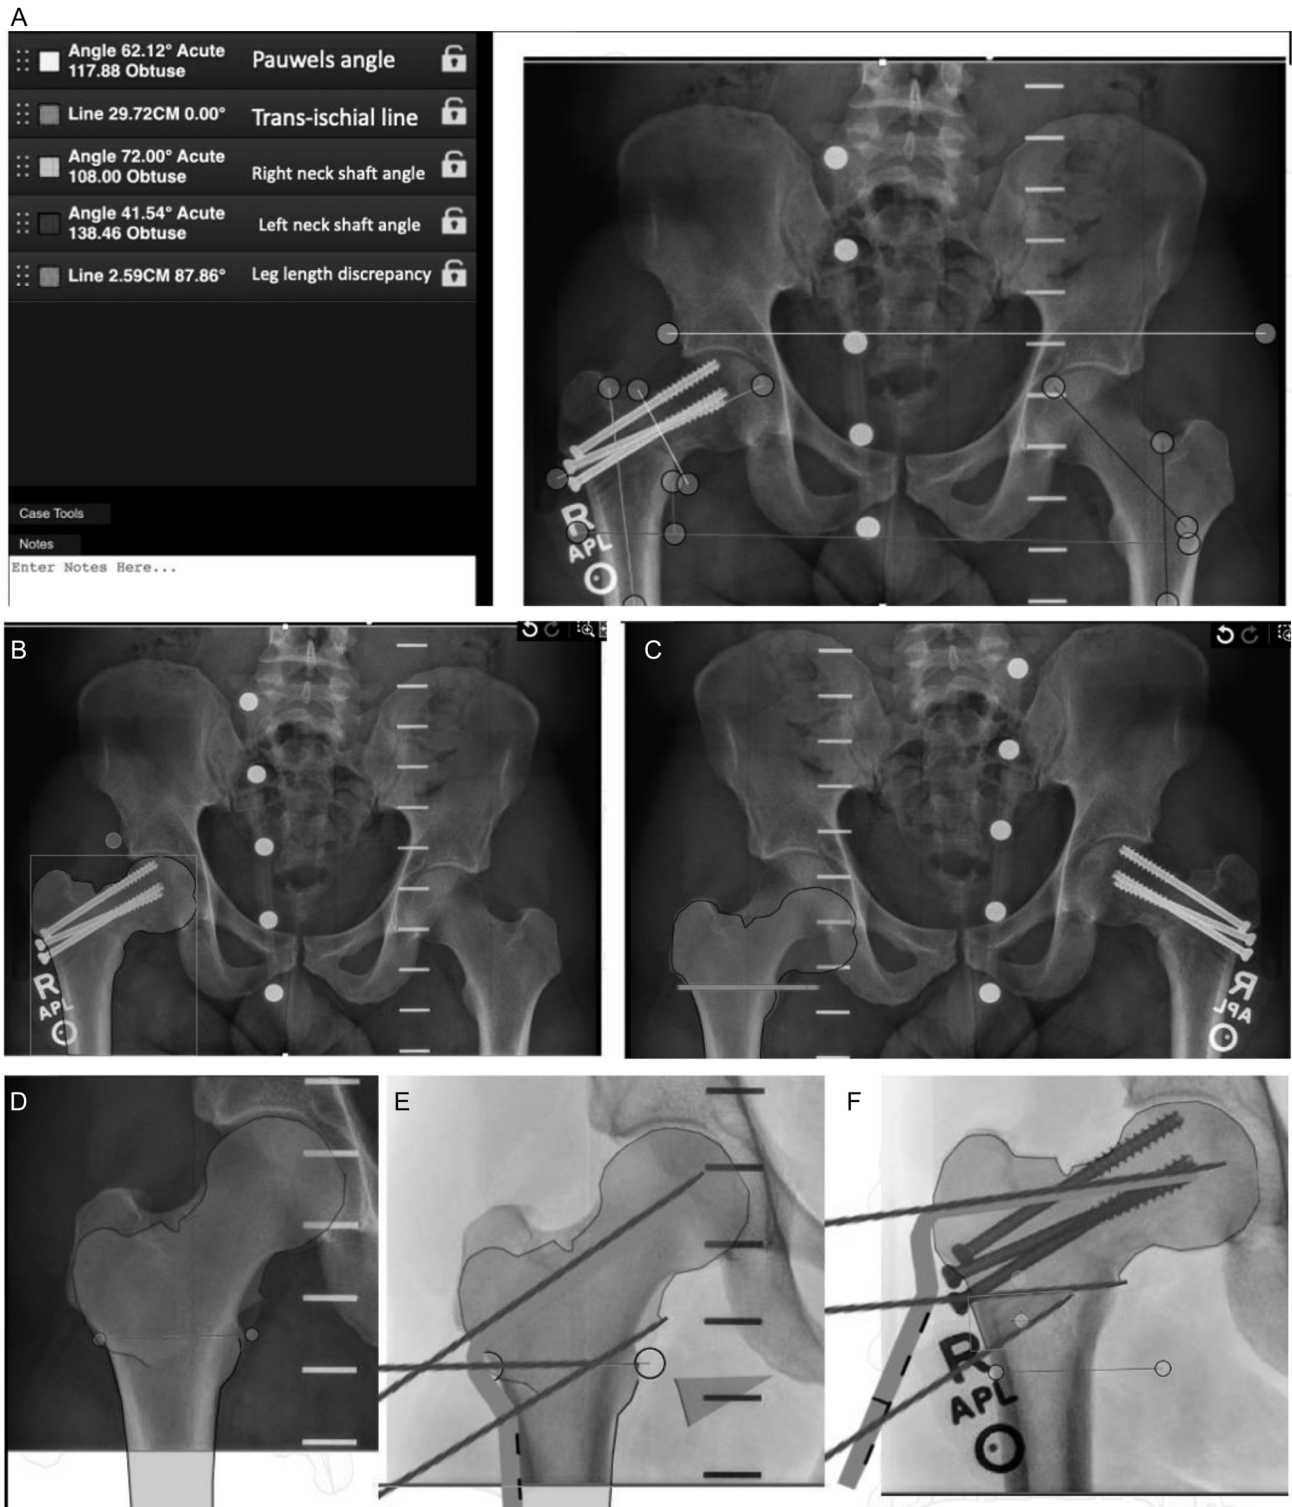 A
Angle 62.12° Acute
117.88 Obtuse
Pauwels angle
Line 29.72CM 0.00°
Trans-ischial line
Angle 72.00° Acute
108.00 Obtuse
Right neck shaft angle
Angle 41.54° Acute
138.46 Obtuse
Left neck shaft angle
Line 2.59CM 87.86°
Leg length discrepancy
Case Tools
Notes
Enter Notes Here...
R
APL
B
R
APL
C
R
APL
D
E
F
R
APL